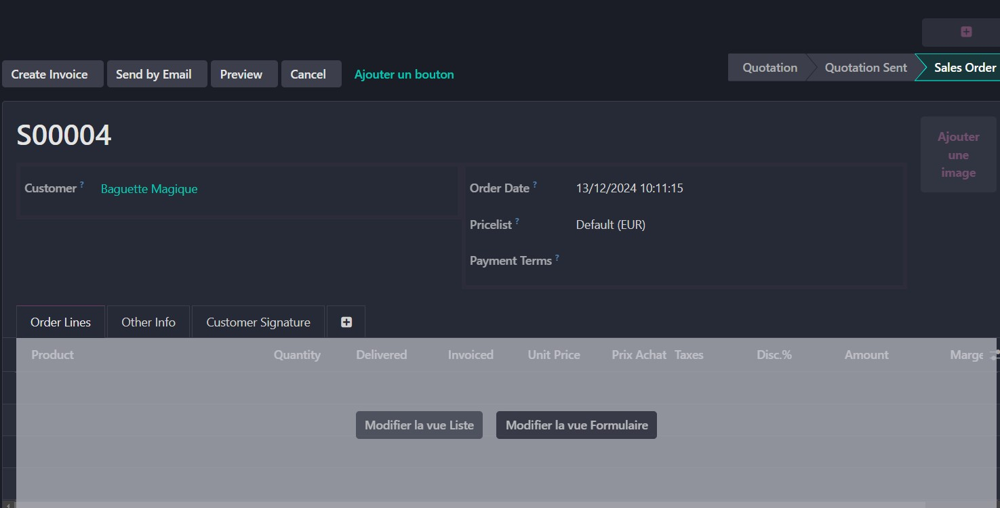 Create Invoice Send by Email Preview Cancel Ajouter un bouton Quotation Quotation Sent Sales Order
S00004
Ajouter
une
image
Customer ? Baguette Magique Order Date ? 13/12/2024 10:11:15
Pricelist ? Default (EUR)
Payment Terms ?
Order Lines Other Info Customer Signature
Product Quantity Delivered Invoiced Unit Price Prix Achat Taxes Disc.% Amount Marge
Modifier la vue Liste Modifier la vue Formulaire